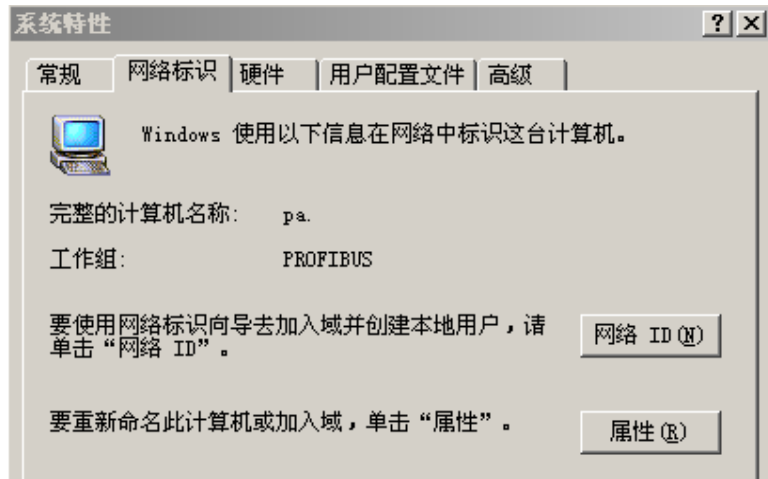 系统特性
常规 网络标识 硬件 用户配置文件 高级
Windows 使用以下信息在网络中标识这台计算机。
完整的计算机名称: pa.
工作组: PROFIBUS
要使用网络标识向导去加入域并创建本地用户，请
单击“网络 ID”。
网络 ID(N)
要重新命名此计算机或加入域，单击“属性”。
属性(R)